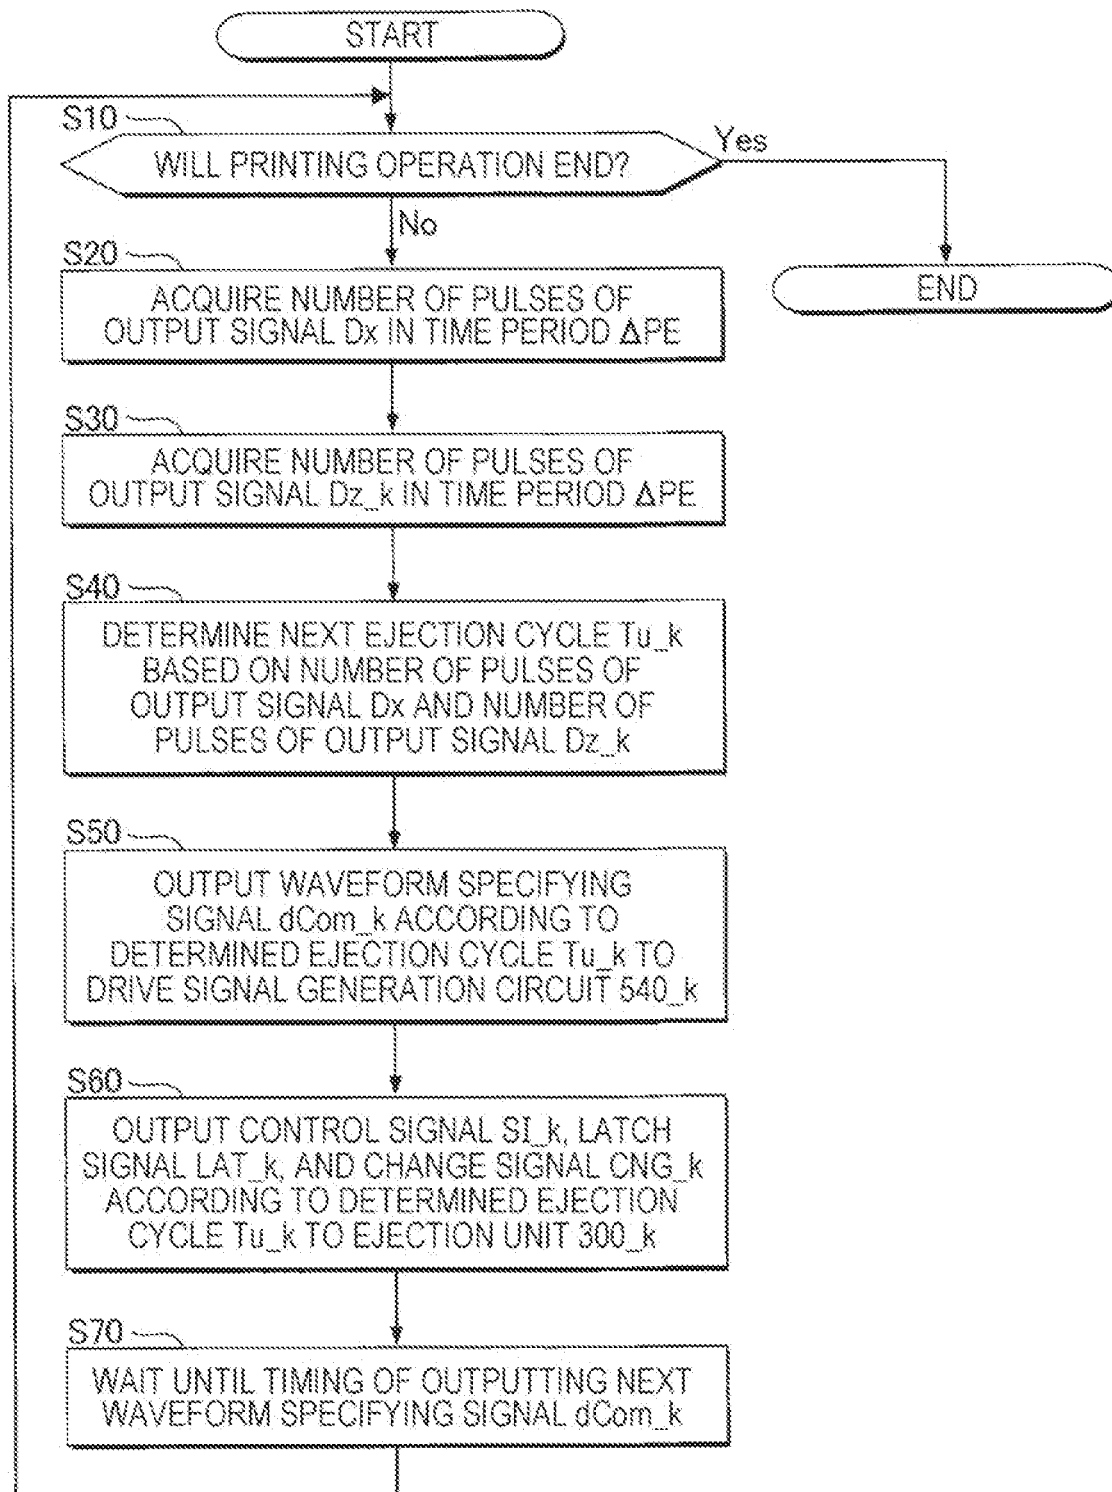 START
S10
WILL PRINTING OPERATION END?
Yes
No
END
S20
ACQUIRE NUMBER OF PULSES OF
OUTPUT SIGNAL Dx IN TIME PERIOD ΔPE
S30
ACQUIRE NUMBER OF PULSES OF
OUTPUT SIGNAL Dz_k IN TIME PERIOD ΔPE
S40
DETERMINE NEXT EJECTION CYCLE Tu_k
BASED ON NUMBER OF PULSES OF
OUTPUT SIGNAL Dx AND NUMBER OF
PULSES OF OUTPUT SIGNAL Dz_k
S50
OUTPUT WAVEFORM SPECIFYING
SIGNAL dCom_k ACCORDING TO
DETERMINED EJECTION CYCLE Tu_k TO
DRIVE SIGNAL GENERATION CIRCUIT 540_k
S60
OUTPUT CONTROL SIGNAL SI_k, LATCH
SIGNAL LAT_k, AND CHANGE SIGNAL CNG_k
ACCORDING TO DETERMINED EJECTION
CYCLE Tu_k TO EJECTION UNIT 300_k
S70
WAIT UNTIL TIMING OF OUTPUTTING NEXT
WAVEFORM SPECIFYING SIGNAL dCom_k